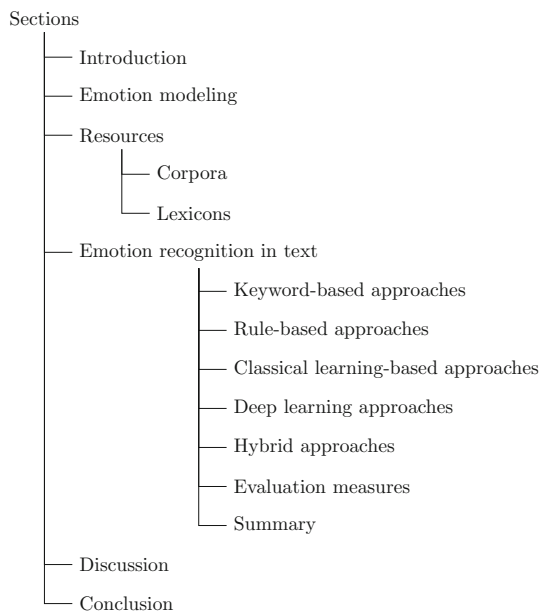 Sections
Introduction
Emotion modeling
Resources
Corpora
Lexicons
Emotion recognition in text
Keyword-based approaches
Rule-based approaches
Classical learning-based approaches
Deep learning approaches
Hybrid approaches
Evaluation measures
Summary
Discussion
Conclusion